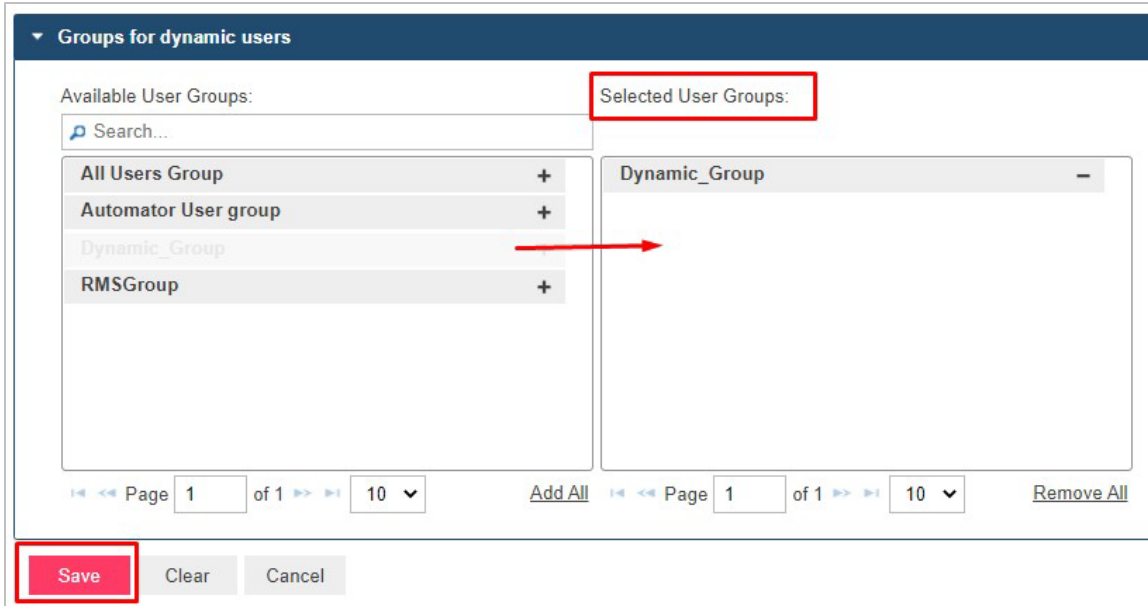 Groups for dynamic users
Available User Groups:
Selected User Groups:
Search...
All Users Group
Automator User group
Dynamic_Group
RMSGroup
Dynamic_Group
Page 1 of 1 10 Add All
Page 1 of 1 10 Remove All
Save Clear Cancel